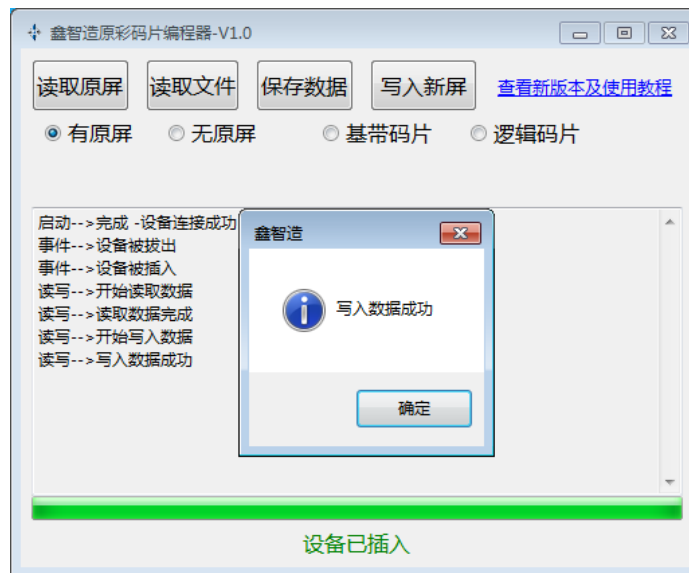 鑫智造原彩码片编程器-V1.0
读取原屏 读取文件 保存数据 写入新屏 查看新版本及使用教程
有原屏 无原屏 基带码片 逻辑码片
启动-->完成 -设备连接成功
事件-->设备被拔出
事件-->设备被插入
读写-->开始读取数据
读写-->读取数据完成
读写-->开始写入数据
读写-->写入数据成功
鑫智造
写入数据成功
确定
设备已插入